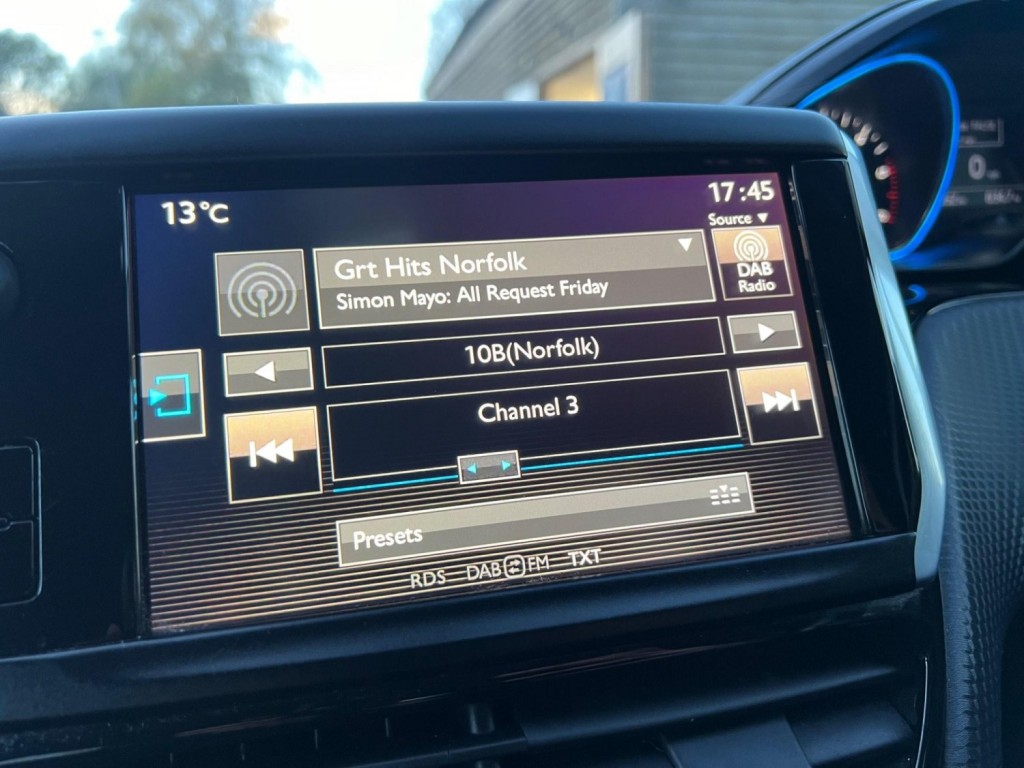 13°C
17:45
Source
Grt Hits Norfolk
Simon Mayo: All Request Friday
DAB
Radio
10B(Norfolk)
Channel 3
Presets
RDS DAB FM TXT
0